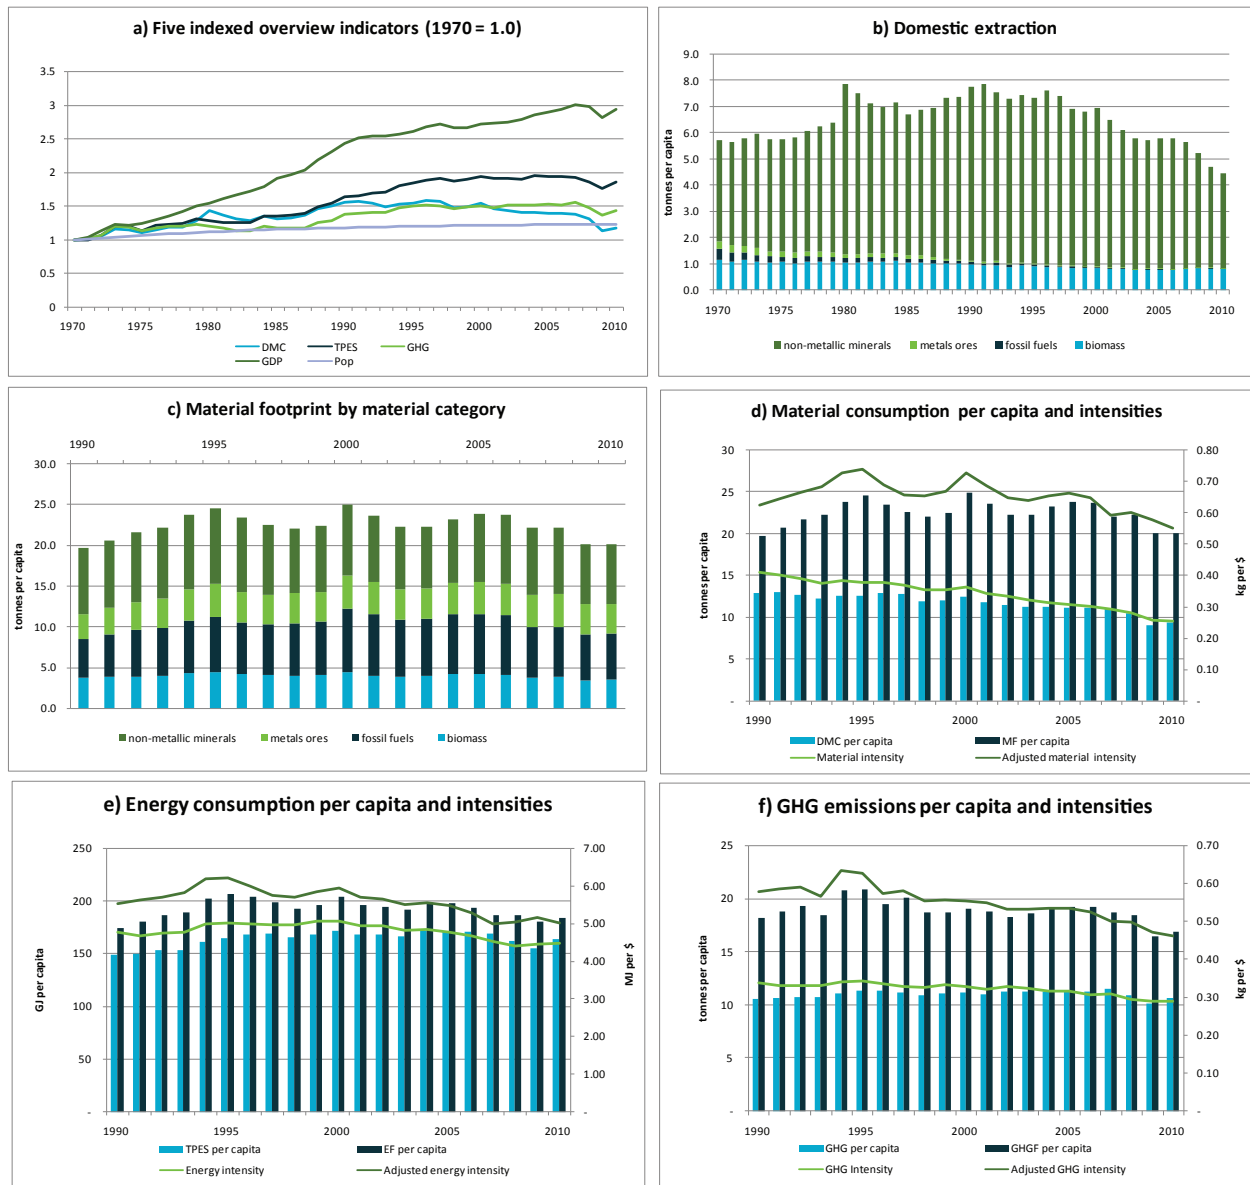 a) Five indexed overview indicators (1970 = 1.0)
3.5
3
2.5
2
1.5
1
0.5
0
1970 1975 1980 1985 1990 1995 2000 2005 2010
DMC TPES GHG
GDP Pop
b) Domestic extraction
tonnes per capita
9.0
8.0
7.0
6.0
5.0
4.0
3.0
2.0
1.0
0.0
1970 1975 1980 1985 1990 1995 2000 2005 2010
non-metallic minerals metals ores fossil fuels biomass
c) Material footprint by material category
1990 1995 2000 2005 2010
tonnes per capita
30.0
25.0
20.0
15.0
10.0
5.0
0.0
non-metallic minerals metals ores fossil fuels biomass
d) Material consumption per capita and intensities
tonnes per capita
30
25
20
15
10
5
-
0.80
0.70
0.60
0.50
0.40
0.30
0.20
0.10
-
kg per $
1990 1995 2000 2005 2010
DMC per capita MF per capita
Material intensity Adjusted material intensity
e) Energy consumption per capita and intensities
GJ per capita
250
200
150
100
50
-
7.00
6.00
5.00
4.00
3.00
2.00
1.00
-
MJ per $
1990 1995 2000 2005 2010
TPES per capita EF per capita
Energy intensity Adjusted energy intensity
f) GHG emissions per capita and intensities
tonnes per capita
25
20
15
10
5
-
0.70
0.60
0.50
0.40
0.30
0.20
0.10
-
kg per $
1990 1995 2000 2005 2010
GHG per capita GHGF per capita
GHG Intensity Adjusted GHG intensity